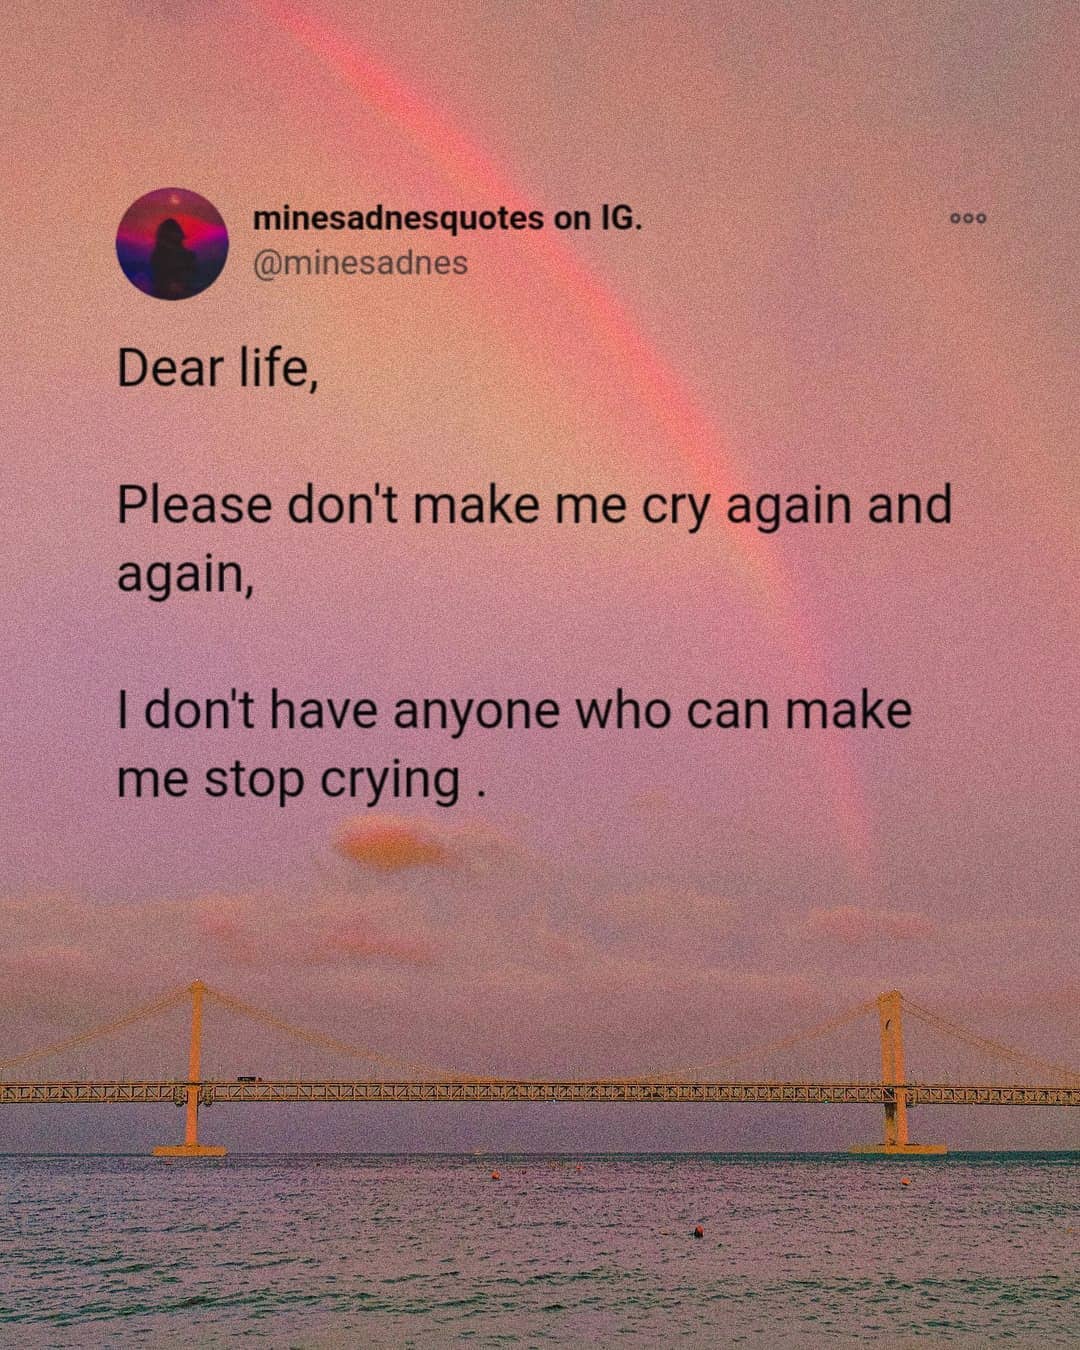 minesadnesquotes on IG.
@minesadnes
Dear life,
Please don't make me cry again and
again,
I don't have anyone who can make
me stop crying .